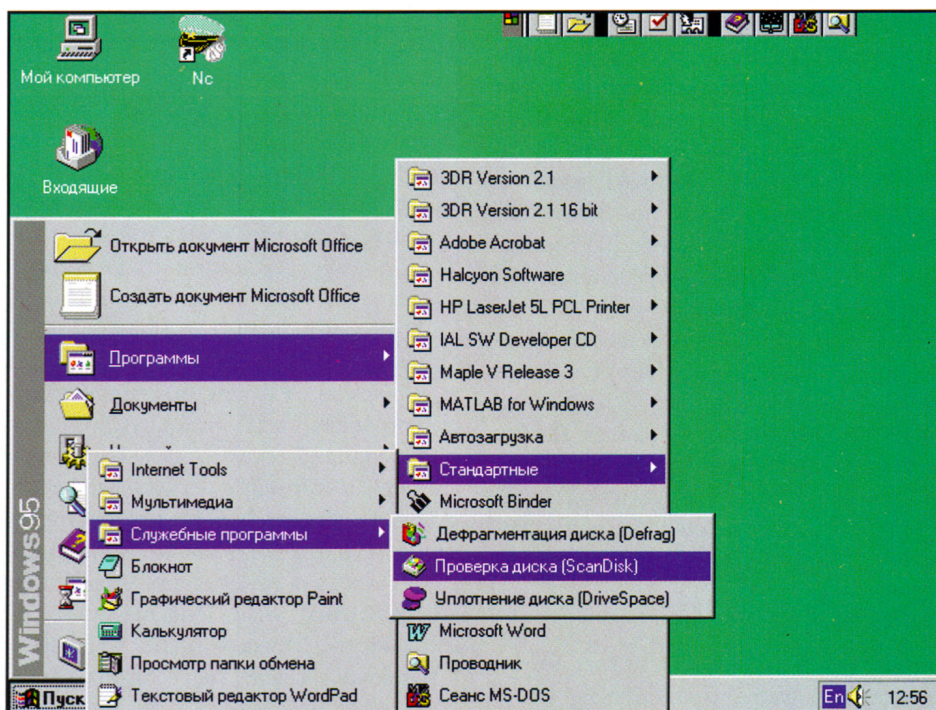 Мой компьютер
Nc
Входящие
Открыть документ Microsoft Office
Создать документ Microsoft Office
Программы
Документы
3DR Version 2.1
3DR Version 2.1 16 bit
Adobe Acrobat
Halcyon Software
HP LaserJet 5L PCL Printer
IAL SW Developer CD
Maple V Release 3
MATLAB for Windows
Автозагрузка
Стандартные
Microsoft Binder
Internet Tools
Мультимедиа
Служебные программы
Блокнот
Графический редактор Paint
Калькулятор
Просмотр папки обмена
Текстовый редактор WordPad
Дефрагментация диска (Defrag)
Проверка диска (ScanDisk)
Уплотнение диска (DriveSpace)
Microsoft Word
Проводник
Сеанс MS-DOS
Windows95
Пуск
En
12:56